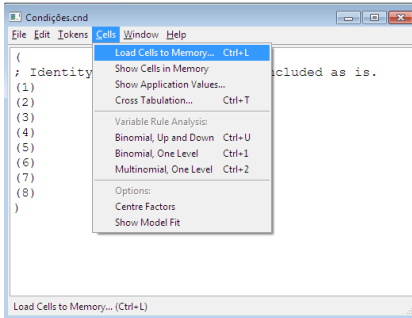 Condições.cnd
File Edit Tokens Cells Window Help
Load Cells to Memory... Ctrl+L
Show Cells in Memory
Show Application Values...
Cross Tabulation... Ctrl+T
Variable Rule Analysis:
Binomial, Up and Down Ctrl+U
Binomial, One Level Ctrl+1
Multinomial, One Level Ctrl+2
Options:
Centre Factors
Show Model Fit
(
; Identity cluded as is.
(1)
(2)
(3)
(4)
(5)
(6)
(7)
(8)
)
Load Cells to Memory... (Ctrl+L)